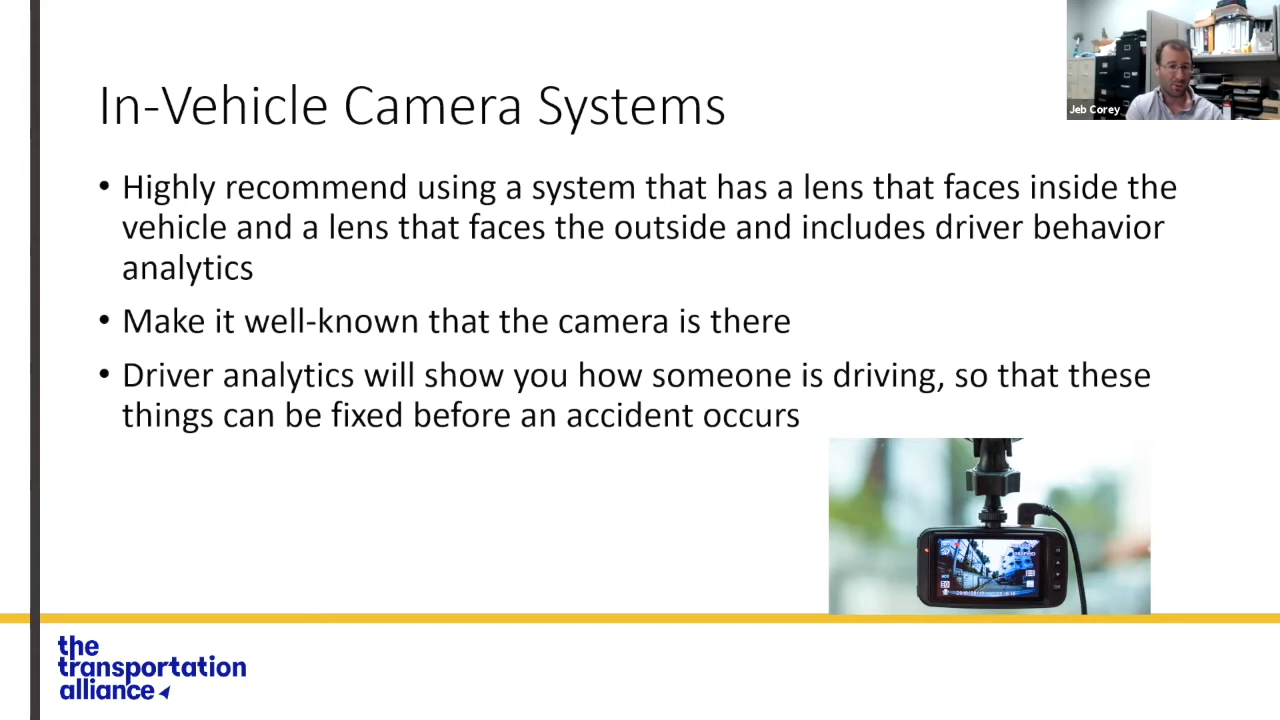 In-Vehicle Camera Systems
Jeb Corey
• Highly recommend using a system that has a lens that faces inside the
vehicle and a lens that faces the outside and includes driver behavior
analytics
• Make it well-known that the camera is there
• Driver analytics will show you how someone is driving, so that these
things can be fixed before an accident occurs
the
transportation
alliance